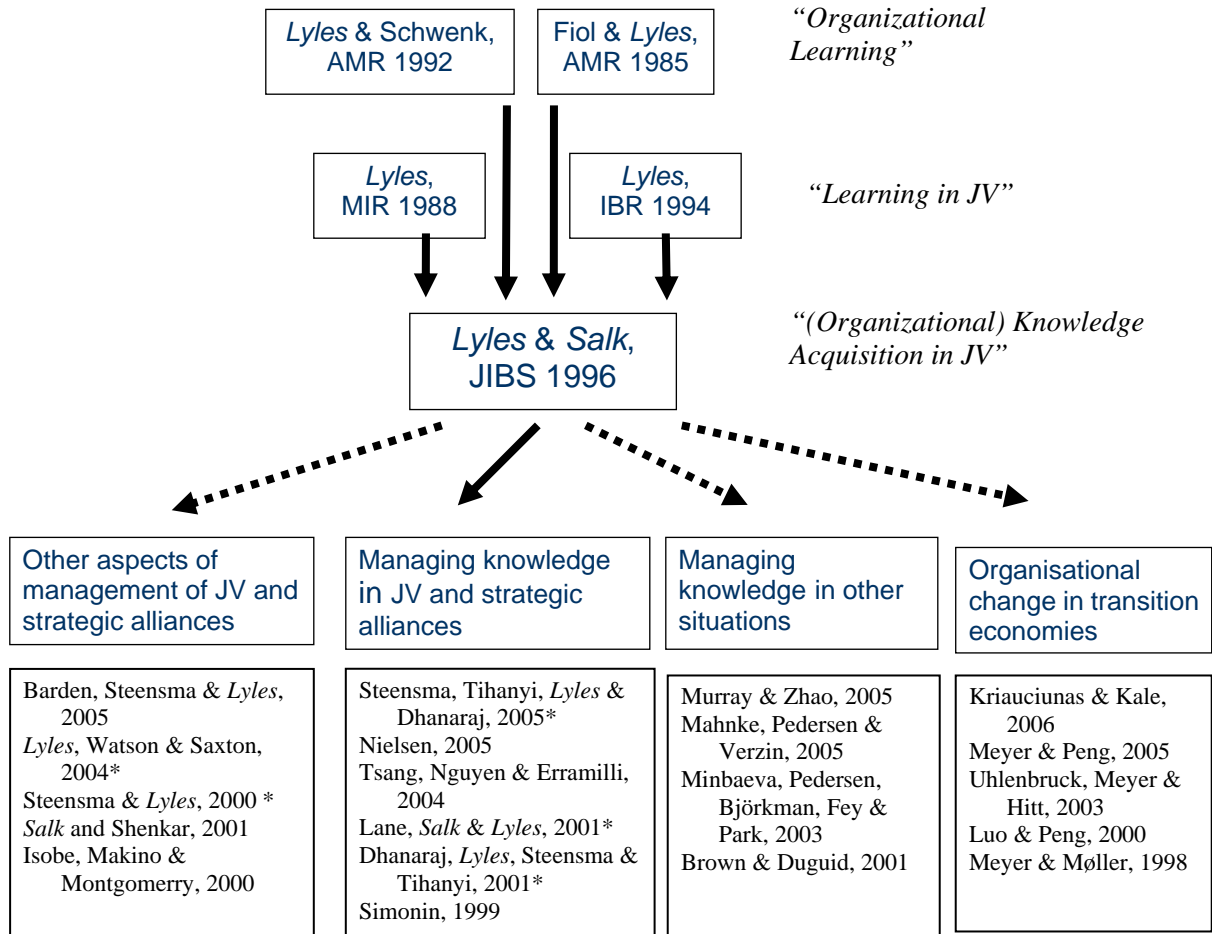 Lyles & Schwenk,
AMR 1992
Fiol & Lyles,
AMR 1985
“Organizational
Learning”
Lyles,
MIR 1988
Lyles,
IBR 1994
“Learning in JV”
Lyles & Salk,
JIBS 1996
“(Organizational) Knowledge
Acquisition in JV”
Other aspects of
management of JV and
strategic alliances
Barden, Steensma & Lyles,
2005
Lyles, Watson & Saxton,
2004*
Steensma & Lyles, 2000 *
Salk and Shenkar, 2001
Isobe, Makino &
Montgomerry, 2000
Managing knowledge
in JV and strategic
alliances
Steensma, Tihanyi, Lyles &
Dhanaraj, 2005*
Nielsen, 2005
Tsang, Nguyen & Erramilli,
2004
Lane, Salk & Lyles, 2001*
Dhanaraj, Lyles, Steensma &
Tihanyi, 2001*
Simonin, 1999
Managing
knowledge in other
situations
Murray & Zhao, 2005
Mahnke, Pedersen &
Verzin, 2005
Minbaeva, Pedersen,
Björkman, Fey &
Park, 2003
Brown & Duguid, 2001
Organisational
change in transition
economies
Kriauciunas & Kale,
2006
Meyer & Peng, 2005
Uhlenbruck, Meyer &
Hitt, 2003
Luo & Peng, 2000
Meyer & Møller, 1998